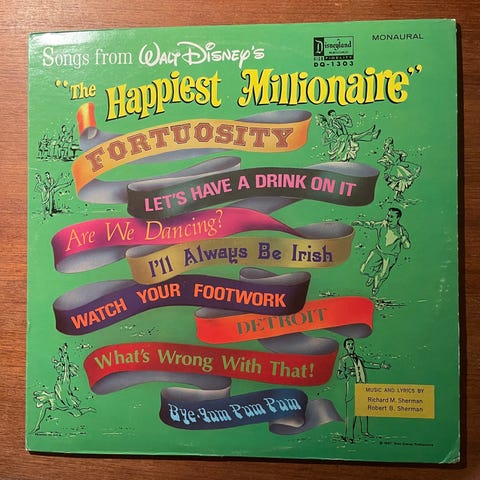 Songs from WALT DISNEY'S
MONAURAL
Disneyland
DQ-1303
"The Happiest Millionaire"
FORTUOSITY
LET'S HAVE A DRINK ON IT
Are We Dancing?
I'll Always Be Irish
WATCH YOUR FOOTWORK
DETROIT
What's Wrong With That!
Bye-Yum Pum Pum
MUSIC AND LYRICS BY
Richard M. Sherman
Robert B. Sherman